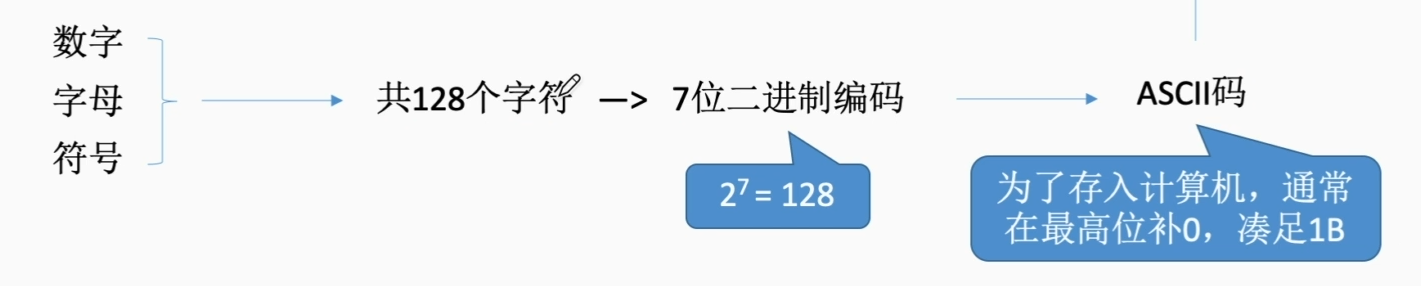 数字
字母
符号
共128个字符 —> 7位二进制编码
ASCII码
2⁷ = 128
为了存入计算机，通常
在最高位补0，凑足1B